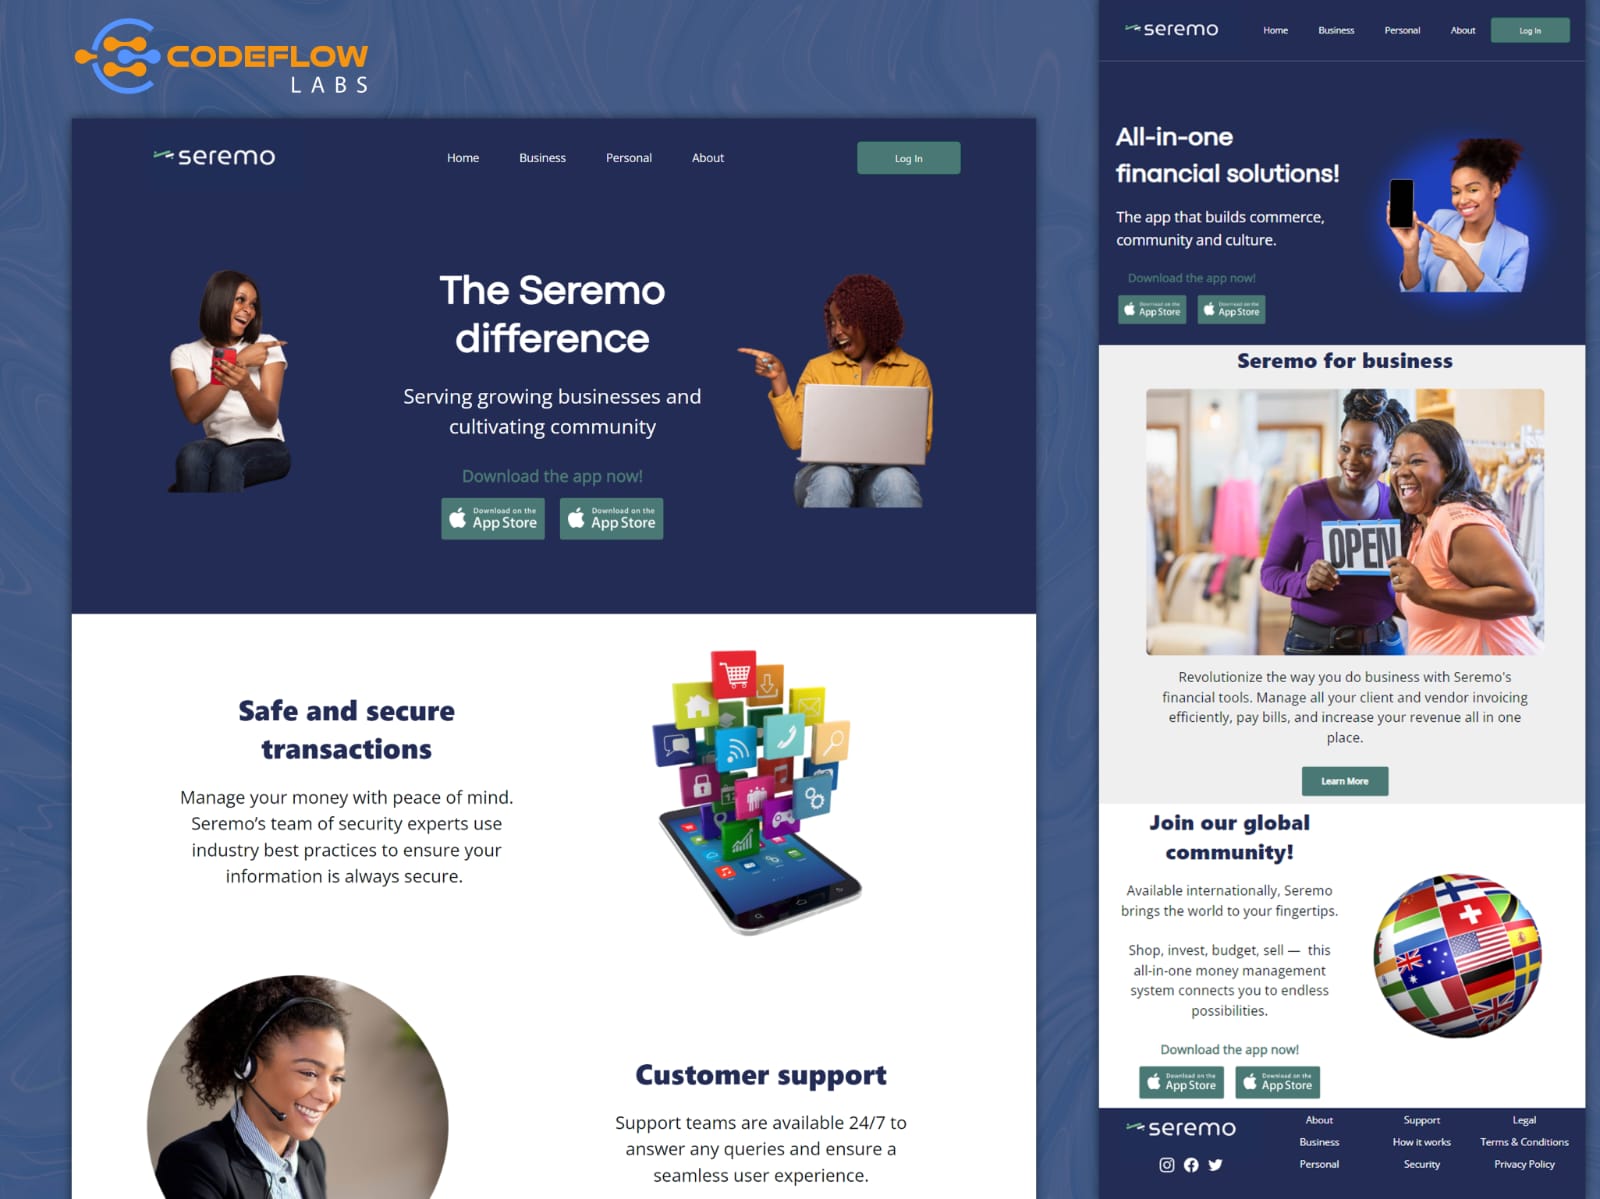 CODEFLOW
LABS
seremo
Home
Business
Personal
About
Log In
The Seremo
difference
Serving growing businesses and
cultivating community
Download the app now!
Download on the
App Store
Download on the
App Store
Safe and secure
transactions
Manage your money with peace of mind.
Seremo’s team of security experts use
industry best practices to ensure your
information is always secure.
Customer support
Support teams are available 24/7 to
answer any queries and ensure a
seamless user experience.
seremo
Home
Business
Personal
About
Log In
All-in-one
financial solutions!
The app that builds commerce,
community and culture.
Download the app now!
Download on the
App Store
Download on the
App Store
Seremo for business
OPEN
Revolutionize the way you do business with Seremo's
financial tools. Manage all your client and vendor invoicing
efficiently, pay bills, and increase your revenue all in one
place.
Learn More
Join our global
community!
Available internationally, Seremo
brings the world to your fingertips.
Shop, invest, budget, sell — this
all-in-one money management
system connects you to endless
possibilities.
Download the app now!
Download on the
App Store
Download on the
App Store
seremo
About
Support
Legal
Business
How it works
Terms & Conditions
Personal
Security
Privacy Policy